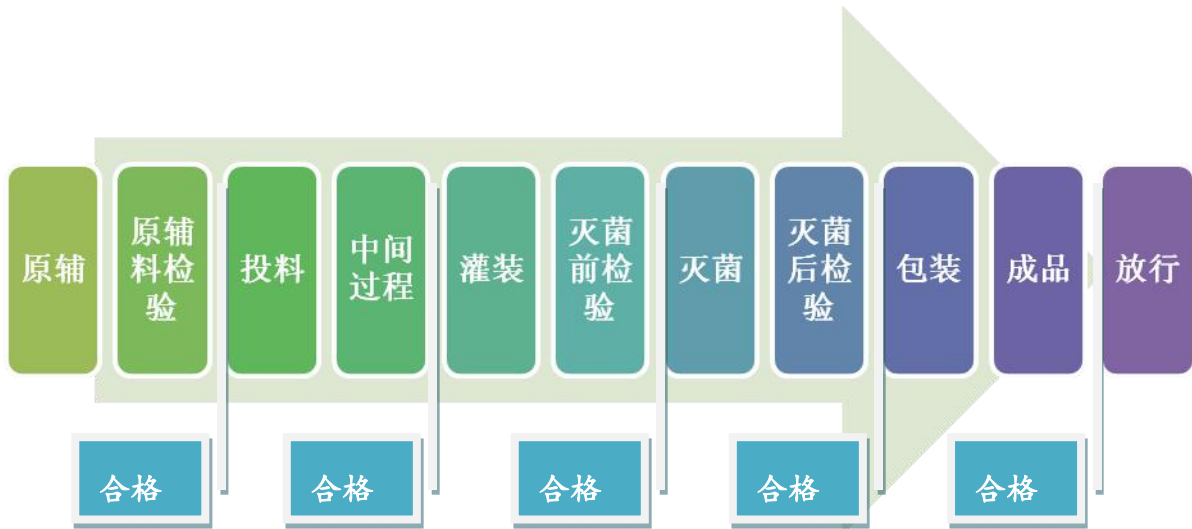 原辅
原辅
料检
验
投料
中间
过程
灌装
灭菌
前检
验
灭菌
灭菌
后检
验
包装
成品
放行
合格
合格
合格
合格
合格